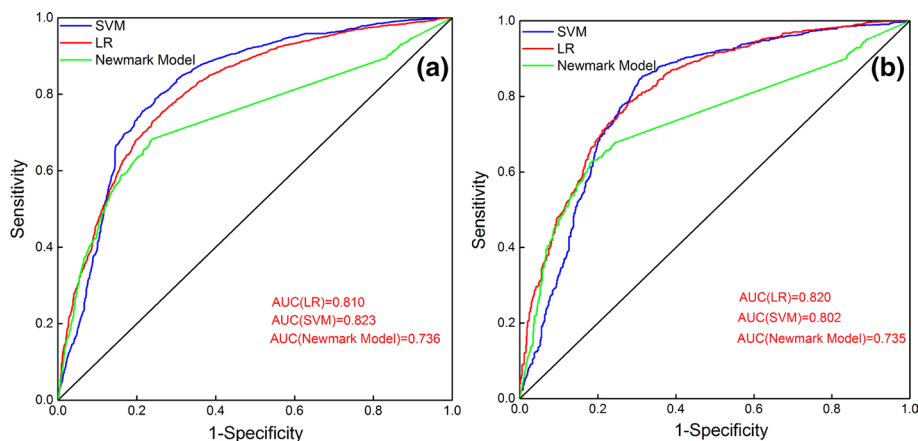 SVM
LR
Newmark Model
(a)
1.0
0.8
0.6
0.4
0.2
0.0
Sensitivity
AUC(LR)=0.810
AUC(SVM)=0.823
AUC(Newmark Model)=0.736
0.0 0.2 0.4 0.6 0.8 1.0
1-Specificity
SVM
LR
Newmark Model
(b)
1.0
0.8
0.6
0.4
0.2
0.0
Sensitivity
AUC(LR)=0.820
AUC(SVM)=0.802
AUC(Newmark Model)=0.735
0.0 0.2 0.4 0.6 0.8 1.0
1-Specificity